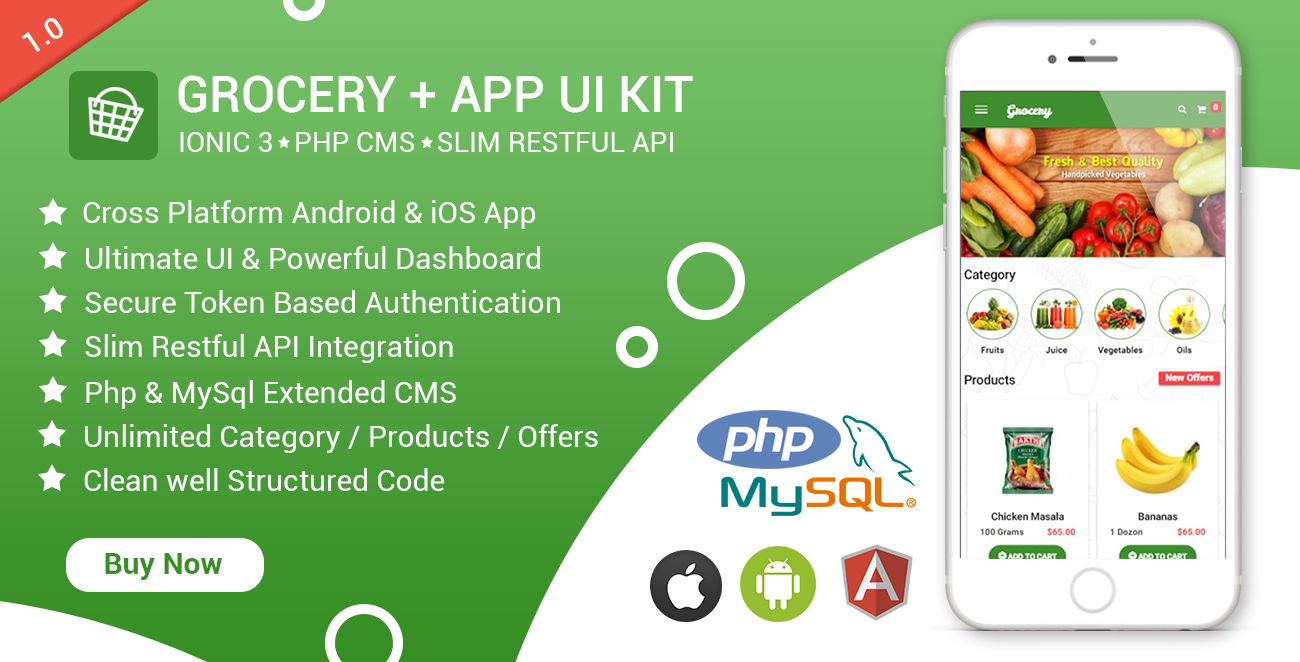 1.0
GROCERY + APP UI KIT
IONIC 3 ★ PHP CMS ★ SLIM RESTFUL API
★ Cross Platform Android & iOS App
★ Ultimate UI & Powerful Dashboard
★ Secure Token Based Authentication
★ Slim Restful API Integration
★ Php & MySql Extended CMS
★ Unlimited Category / Products / Offers
★ Clean well Structured Code
Buy Now
php
MySQL®
A
Grocery
0
Fresh & Best Quality
Handpicked Vegetables
Category
Fruits Juice Vegetables Oils
Products New Offers
CHICKEN
Chicken Masala
100 Grams $65.00
ADD TO CART
Bananas
1 Dozon $65.00
ADD TO CART